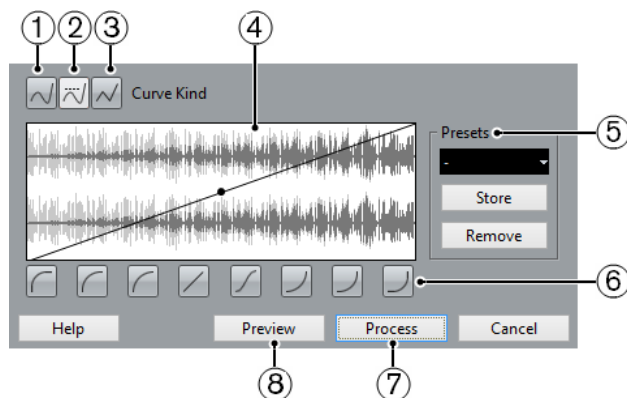 ① ② ③ ④
Curve Kind
Presets ⑤
-
Store
Remove
⑥
Help Preview Process Cancel
⑧ ⑦